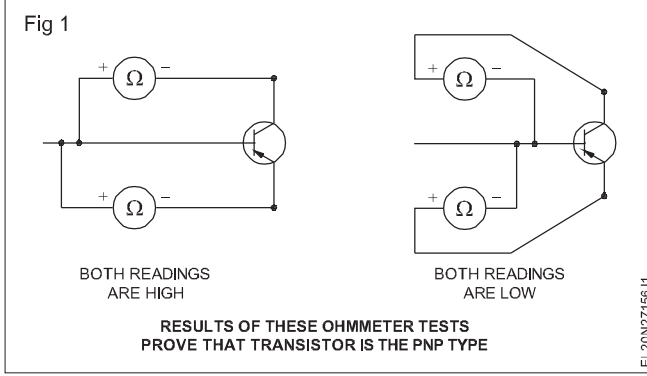 Fig 1
+ Ω −
+ Ω −
BOTH READINGS
ARE HIGH
+ Ω −
+ Ω −
BOTH READINGS
ARE LOW
RESULTS OF THESE OHMMETER TESTS
PROVE THAT TRANSISTOR IS THE PNP TYPE
EL20N27156J1